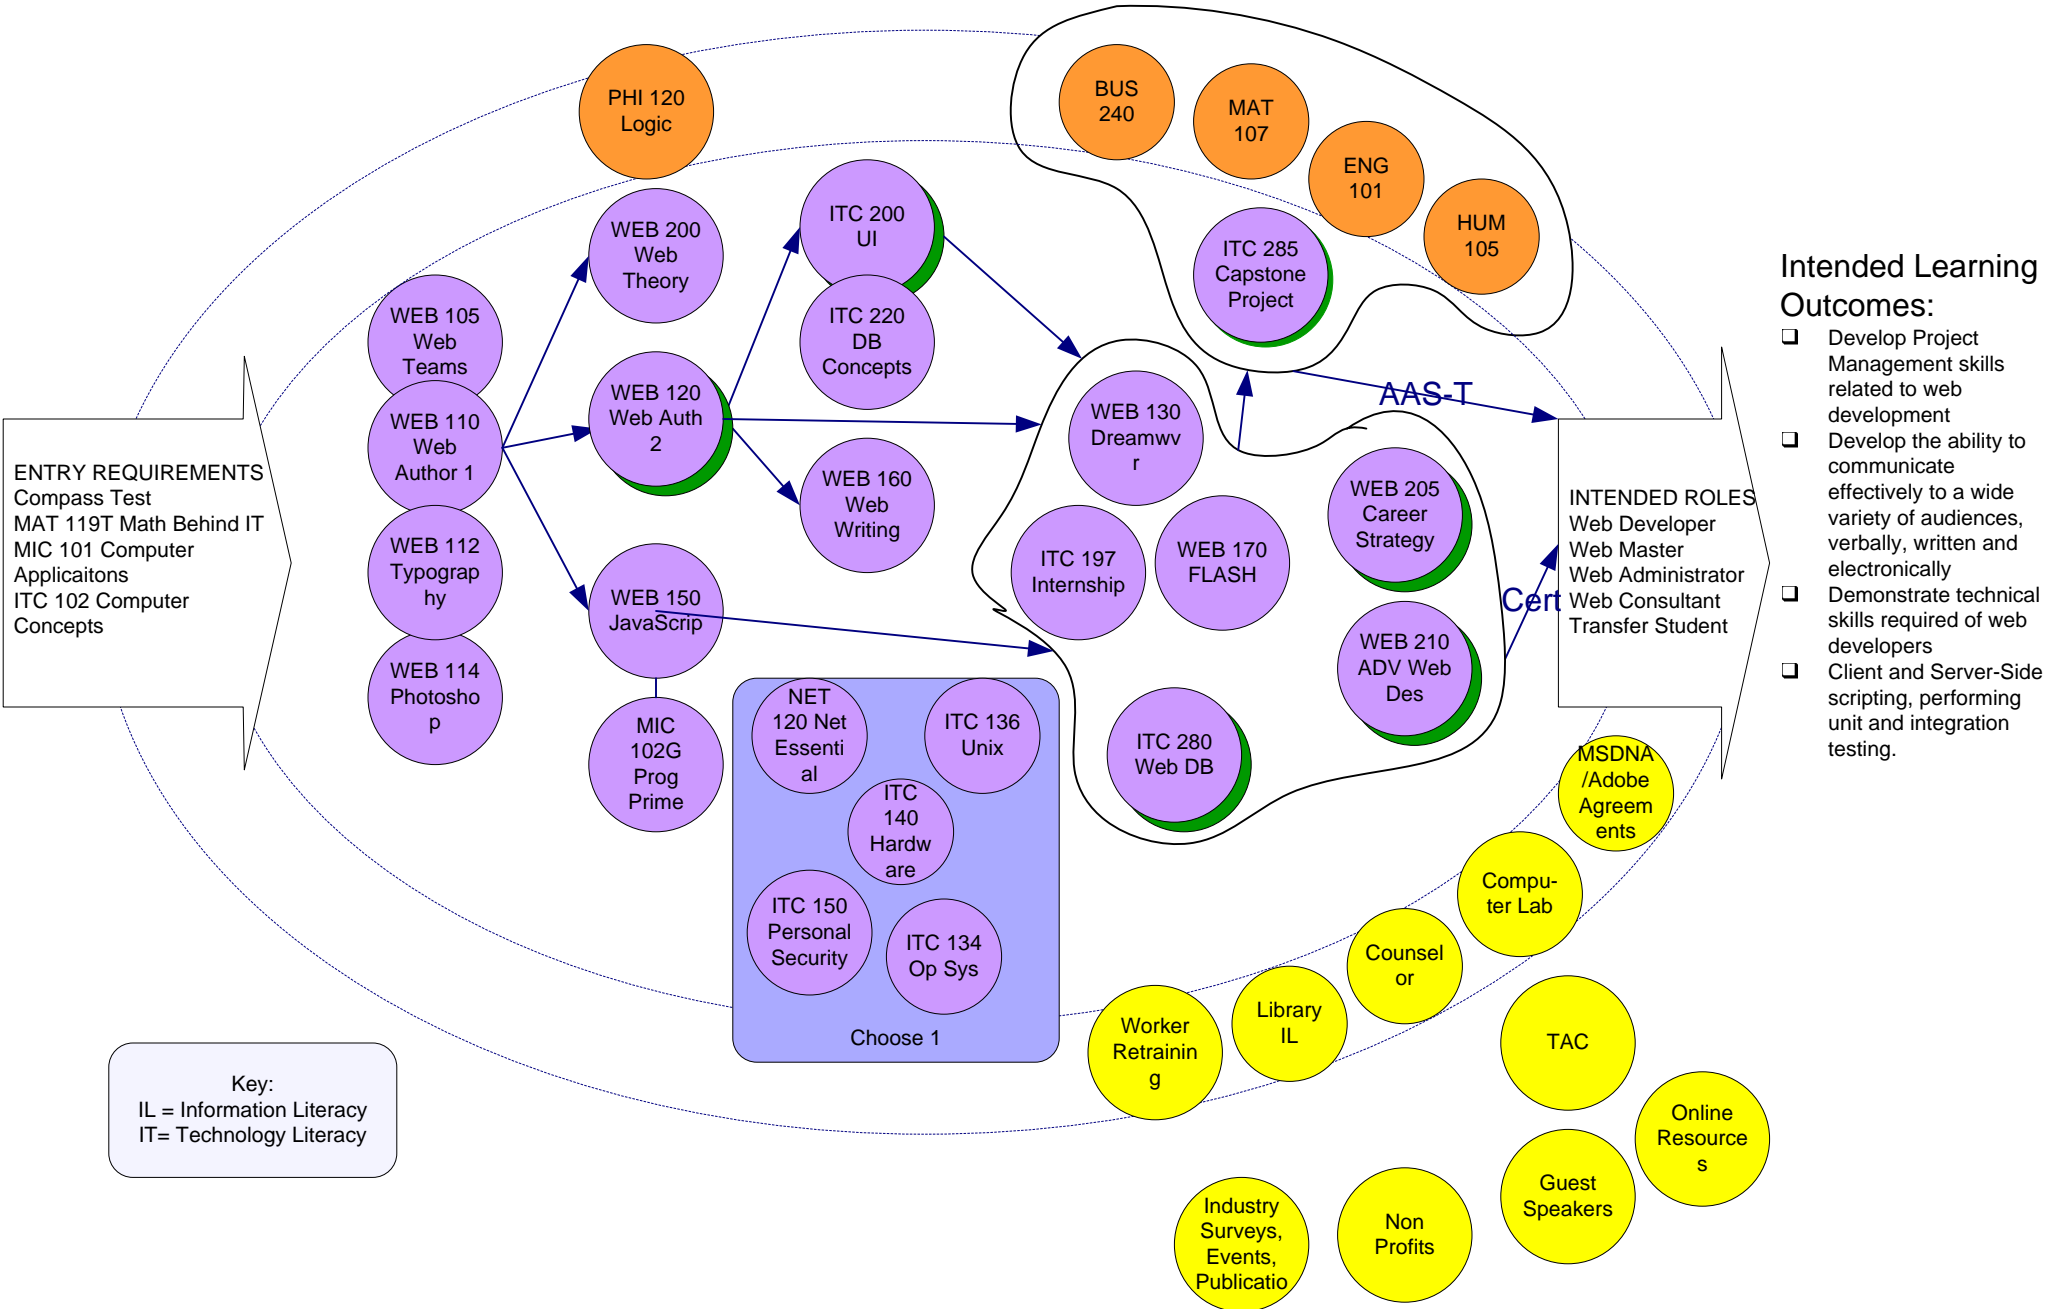 PHI 120
Logic
BUS
240
MAT
107
ENG
101
HUM
105
WEB 200
Web
Theory
ITC 200
UI
ITC 285
Capstone
Project
WEB 105
Web
Teams
ITC 220
DB
Concepts
WEB 110
Web
Author 1
WEB 120
Web Auth
2
WEB 130
Dreamwv
r
AAS-T
WEB 160
Web
Writing
WEB 205
Career
Strategy
WEB 112
Typograp
hy
ITC 197
Internship
WEB 170
FLASH
WEB 150
JavaScrip
Cert
WEB 114
Photosho
p
WEB 210
ADV Web
Des
MIC
102G
Prog
Prime
ITC 280
Web DB
NET
120 Net
Essenti
al
ITC 136
Unix
ITC
140
Hardw
are
ITC 150
Personal
Security
ITC 134
Op Sys
Choose 1
ENTRY REQUIREMENTS
Compass Test
MAT 119T Math Behind IT
MIC 101 Computer
Applicaitons
ITC 102 Computer
Concepts
INTENDED ROLES
Web Developer
Web Master
Web Administrator
Web Consultant
Transfer Student
Intended Learning
Outcomes:
❑ Develop Project
Management skills
related to web
development
❑ Develop the ability to
communicate
effectively to a wide
variety of audiences,
verbally, written and
electronically
❑ Demonstrate technical
skills required of web
developers
❑ Client and Server-Side
scripting, performing
unit and integration
testing.
MSDNA
/Adobe
Agreem
ents
Compu-
ter Lab
Counsel
or
Library
IL
Worker
Retrainin
g
TAC
Online
Resource
s
Guest
Speakers
Non
Profits
Industry
Surveys,
Events,
Publicatio
Key:
IL = Information Literacy
IT= Technology Literacy